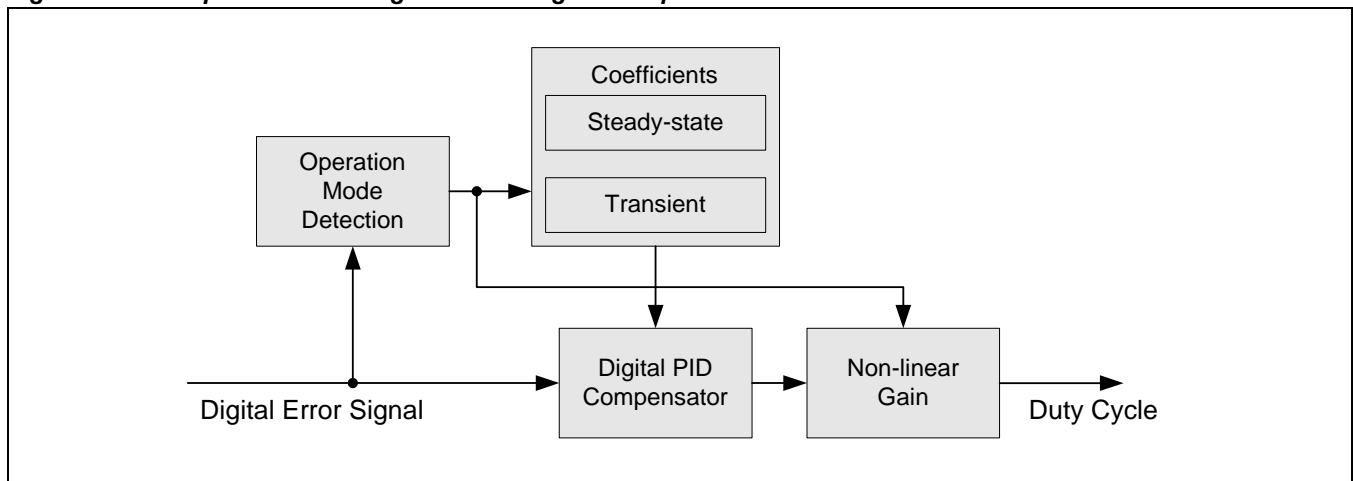 Coefficients
Steady-state
Operation
Mode
Detection
Transient
Digital PID
Compensator
Non-linear
Gain
Digital Error Signal
Duty Cycle